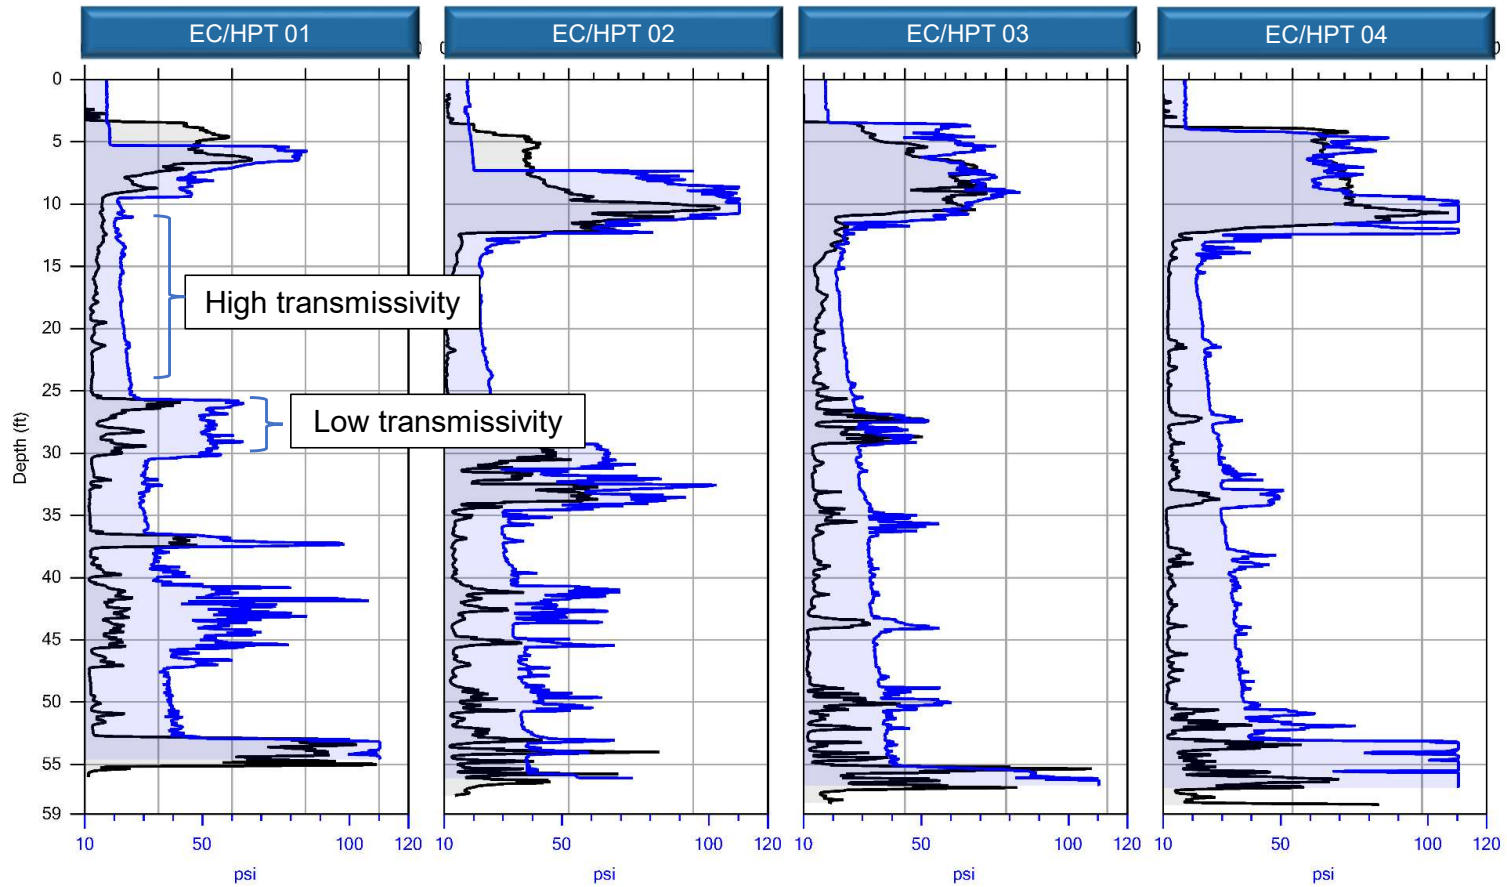 EC/HPT 01
EC/HPT 02
EC/HPT 03
EC/HPT 04
0
5
10
15
20
25
30
35
40
45
50
55
59
Depth (ft)
High transmissivity
Low transmissivity
10 50 100 120
psi
10 50 100 120
psi
10 50 100 120
psi
10 50 100 120
psi